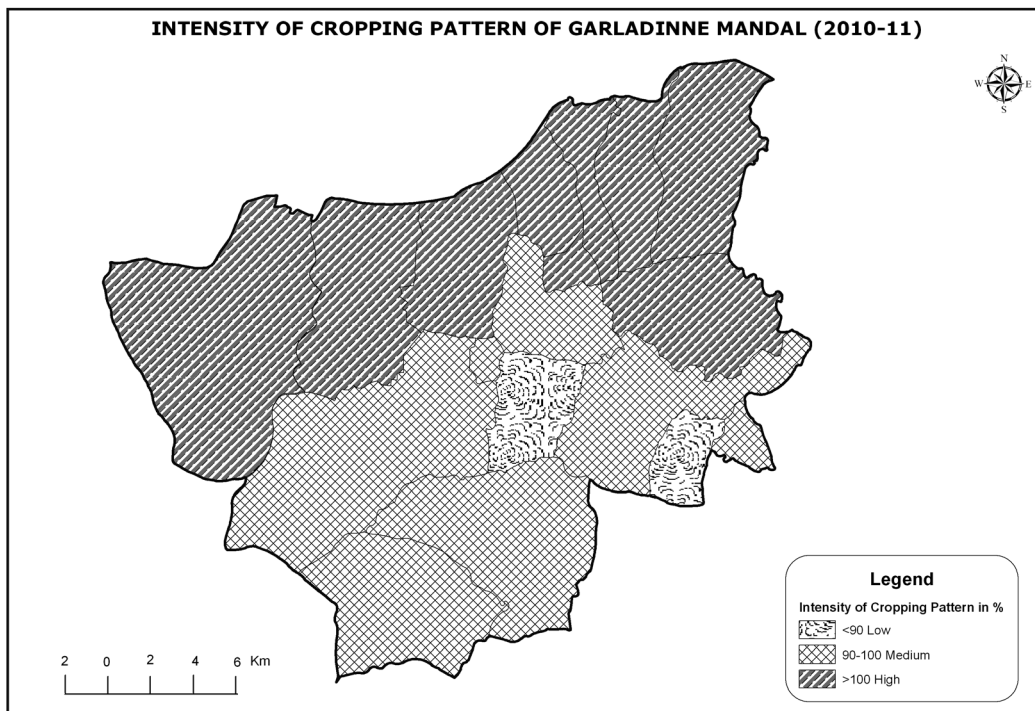 INTENSITY OF CROPPING PATTERN OF GARLADINNE MANDAL (2010-11)
N
W E
S
Legend
Intensity of Cropping Pattern in %
<90 Low
90-100 Medium
>100 High
2 0 2 4 6 Km